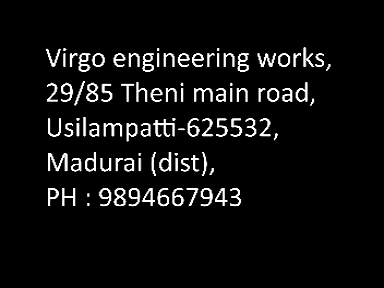 Virgo engineering works,
29/85 Theni main road,
Usilampatti-625532,
Madurai (dist),
PH : 9894667943